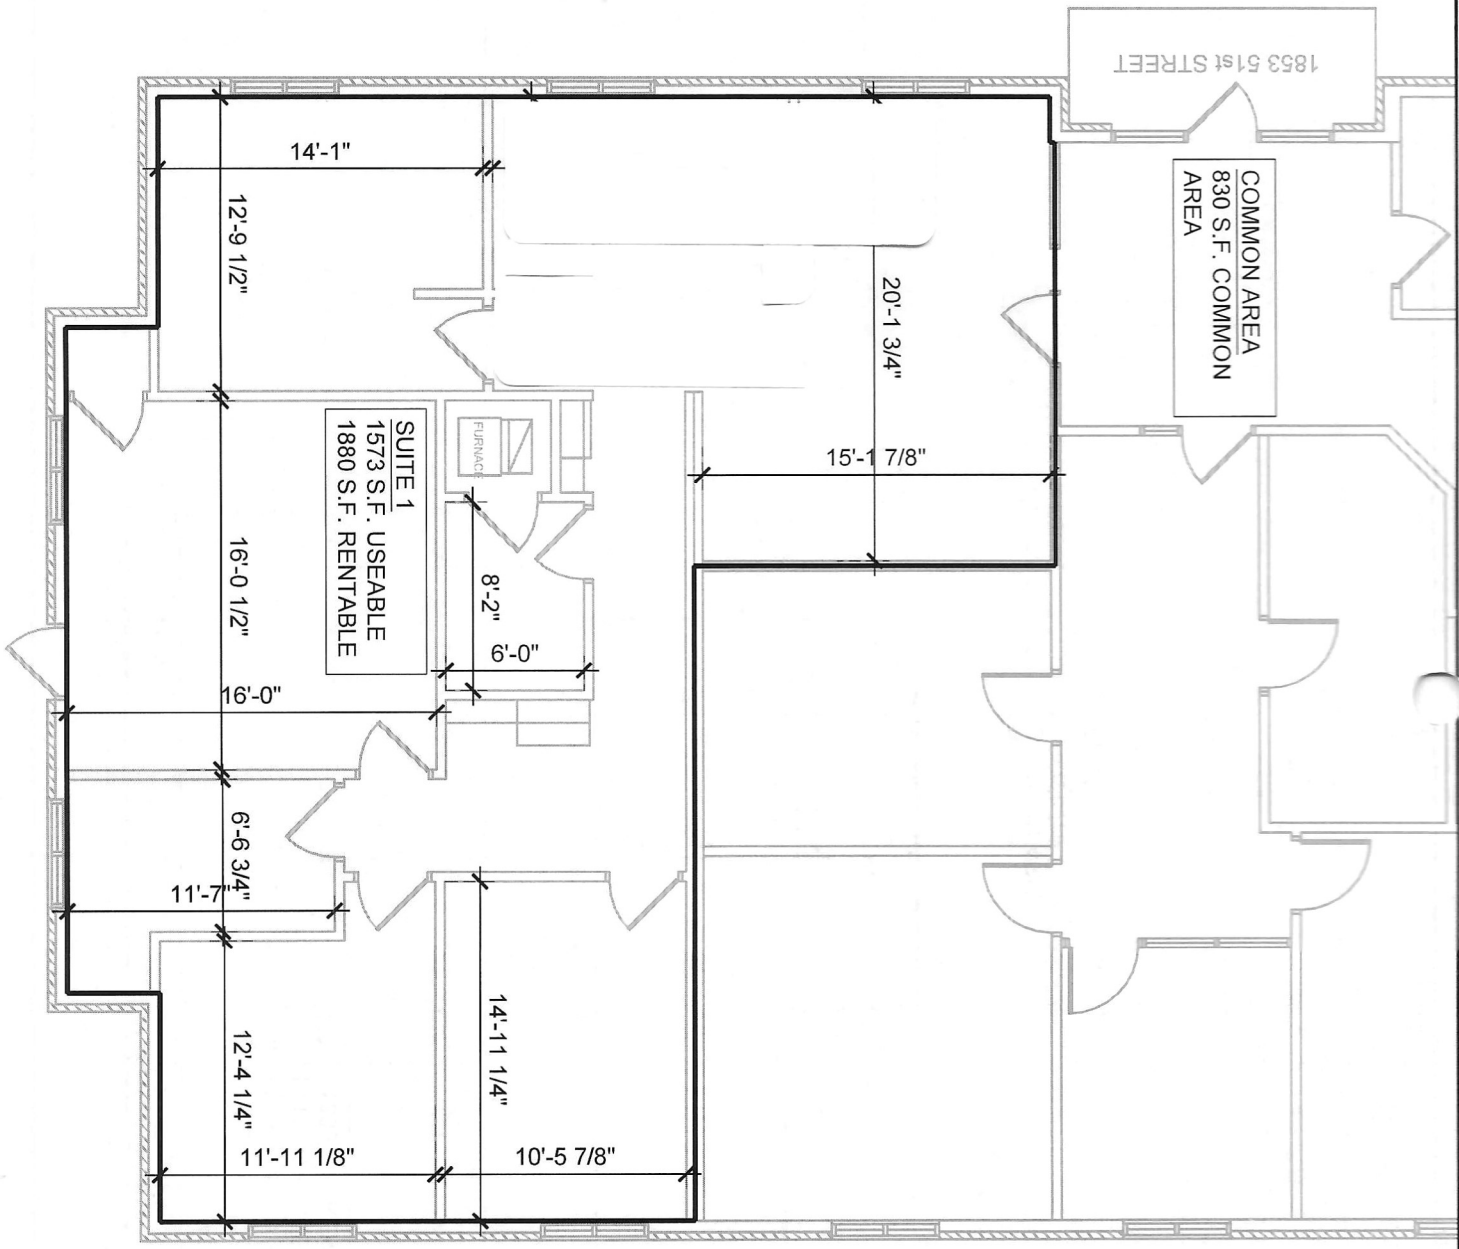 1853 51st STREET
COMMON AREA
830 S.F. COMMON
AREA
14'-1"
12'-9 1/2"
20'-1 3/4"
15'-1 7/8"
SUITE 1
1573 S.F. USEABLE
1880 S.F. RENTABLE
FURNACE
16'-0 1/2"
8'-2"
6'-0"
16'-0"
6'-6 3/4"
11'-7"
12'-4 1/4"
14'-11 1/4"
11'-11 1/8"
10'-5 7/8"